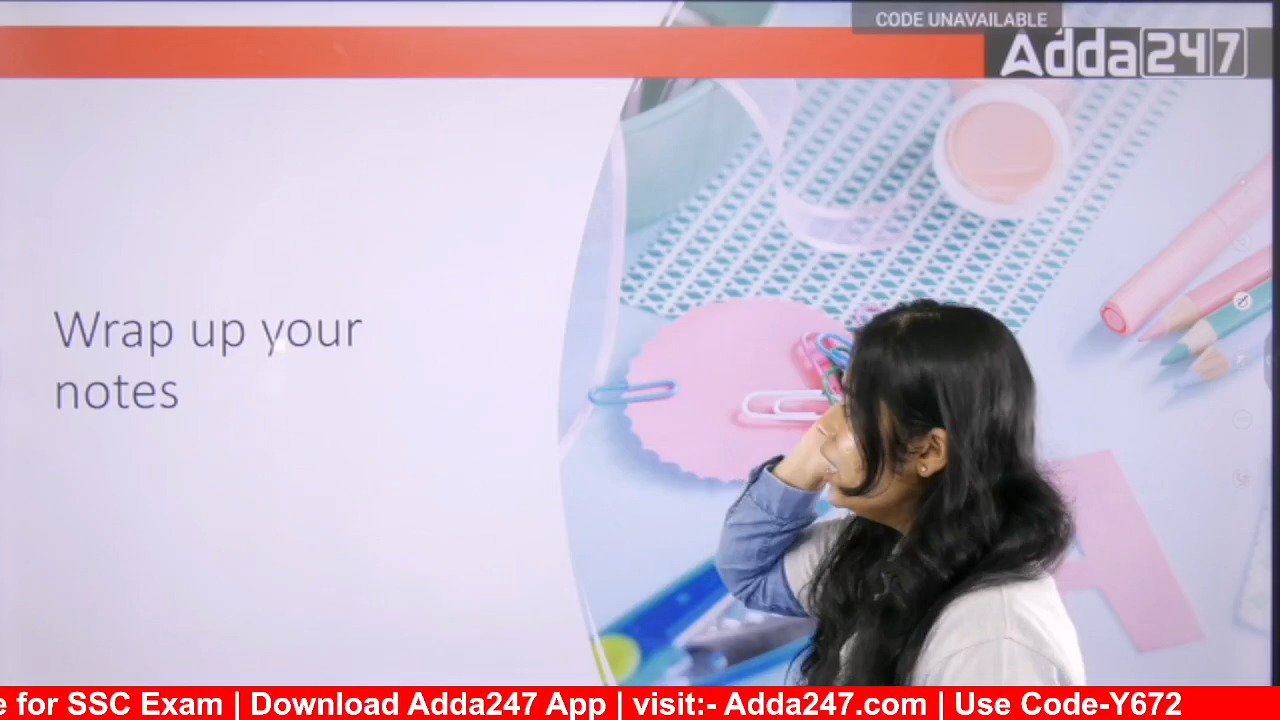 CODE UNAVAILABLE
Adda247
Wrap up your
notes
e for SSC Exam | Download Adda247 App | visit:- Adda247.com | Use Code-Y672